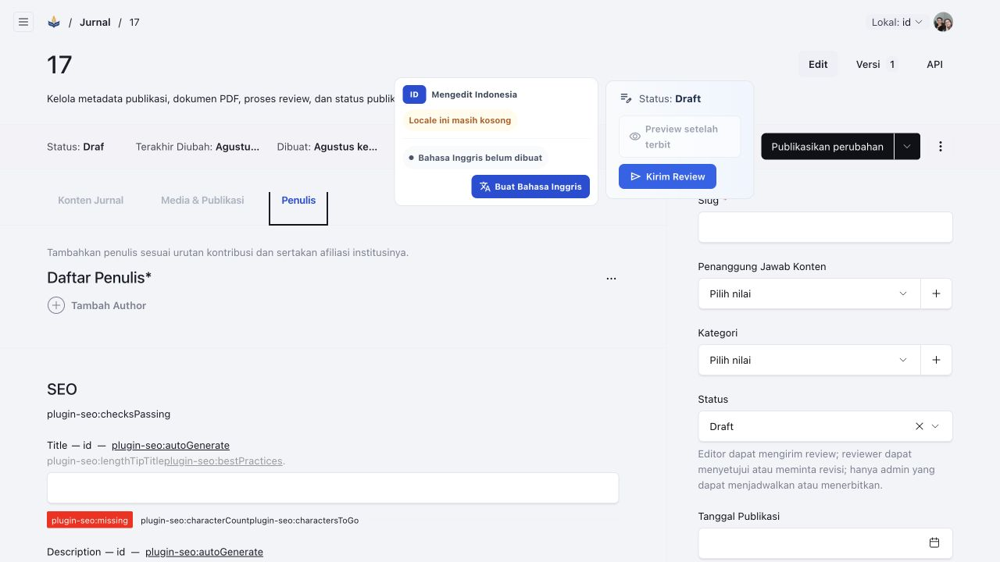 / Jurnal / 17
Lokal: id
17
Edit
Versi 1
API
Kelola metadata publikasi, dokumen PDF, proses review, dan status publik
ID Mengedit Indonesia
Locale ini masih kosong
Bahasa Inggris belum dibuat
Buat Bahasa Inggris
Status: Draft
Preview setelah
terbit
Kirim Review
Status: Draf
Terakhir Diubah: Agustu...
Dibuat: Agustus ke...
Publikasikan perubahan
Konten Jurnal
Media & Publikasi
Penulis
Tambahkan penulis sesuai urutan kontribusi dan sertakan afiliasi institusinya.
Daftar Penulis*
Tambah Author
SEO
plugin-seo:checksPassing
Title — id — plugin-seo:autoGenerate
plugin-seo:lengthTipTitleplugin-seo:bestPractices.
plugin-seo:missing plugin-seo:characterCountplugin-seo:charactersToGo
Description — id — plugin-seo:autoGenerate
Slug *
Penanggung Jawab Konten
Pilih nilai
Kategori
Pilih nilai
Status
Draft
Editor dapat mengirim review; reviewer dapat
menyetujui atau meminta revisi; hanya admin yang
dapat menjadwalkan atau menerbitkan.
Tanggal Publikasi